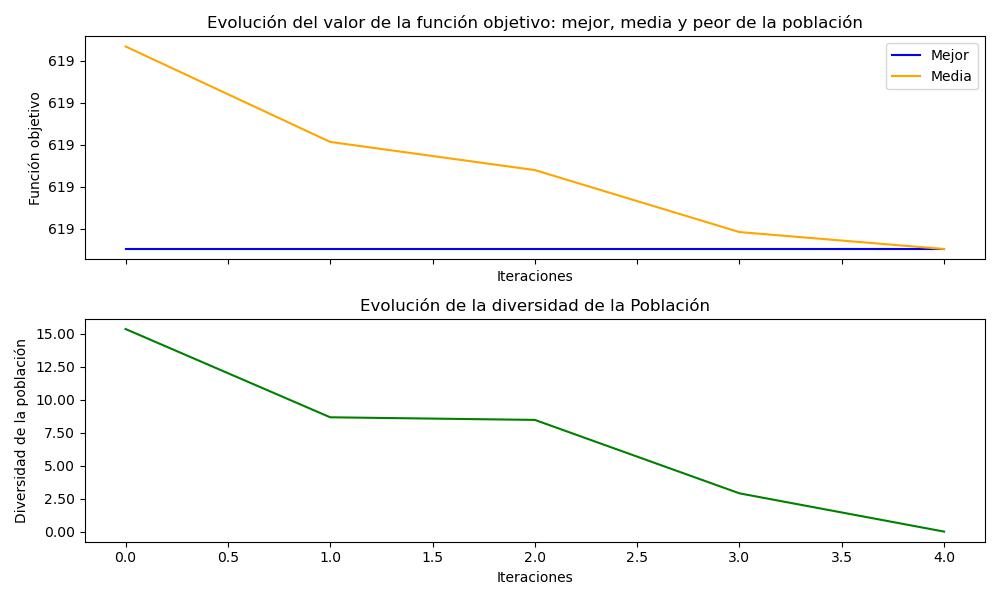 Evolución del valor de la función objetivo: mejor, media y peor de la población
Mejor
Media
619
619
619
619
619
Función objetivo
Iteraciones
Evolución de la diversidad de la Población
15.00
12.50
10.00
7.50
5.00
2.50
0.00
Diversidad de la población
0.0 0.5 1.0 1.5 2.0 2.5 3.0 3.5 4.0
Iteraciones